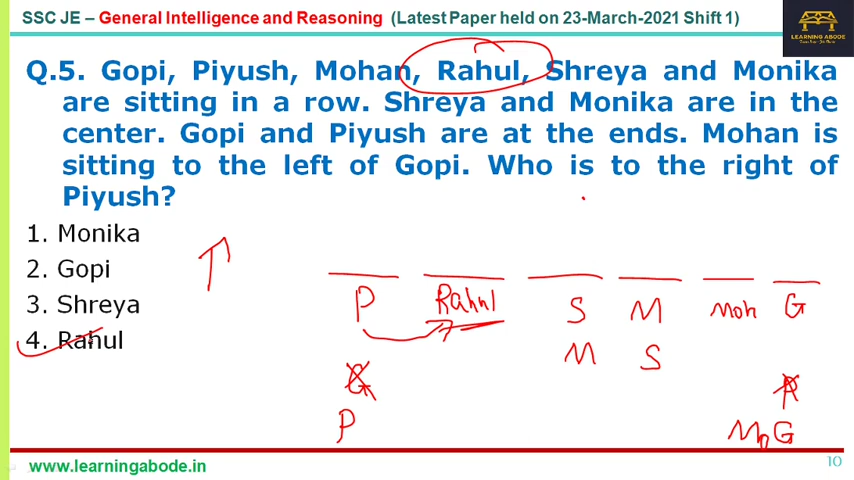 SSC JE – General Intelligence and Reasoning (Latest Paper held on 23-March-2021 Shift 1)
LEARNING ABODE
Q.5. Gopi, Piyush, Mohan, Rahul, Shreya and Monika
are sitting in a row. Shreya and Monika are in the
center. Gopi and Piyush are at the ends. Mohan is
sitting to the left of Gopi. Who is to the right of
Piyush?
1. Monika
2. Gopi
3. Shreya
4. Rahul
P Rahul S M Moh G
M S
P
P Mo G
www.learningabode.in
10